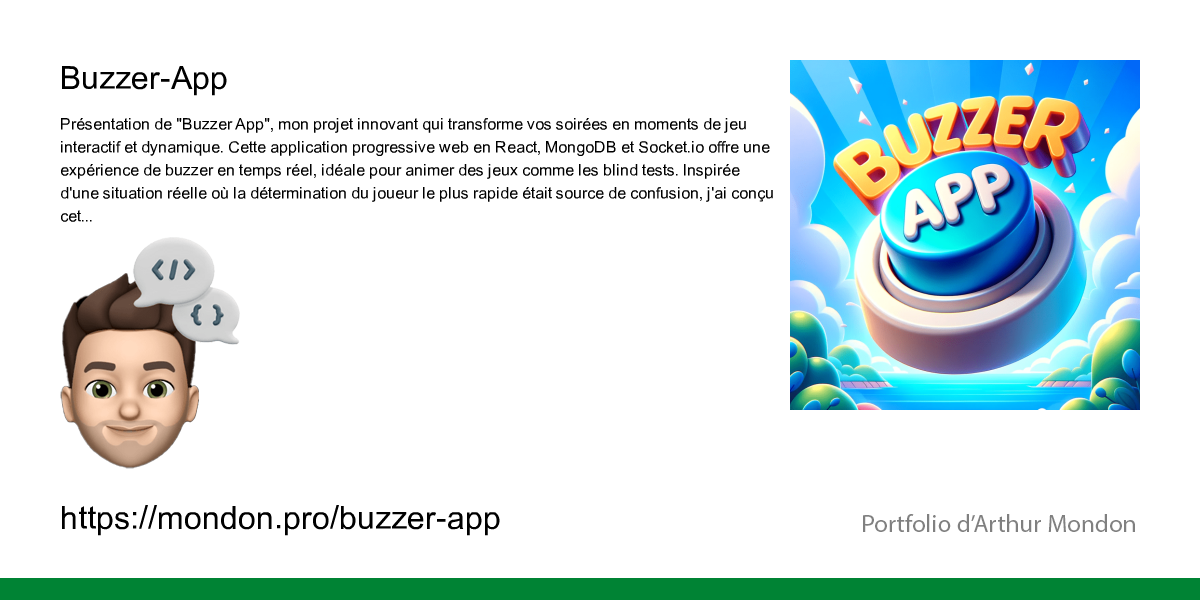 Buzzer-App
Présentation de "Buzzer App", mon projet innovant qui transforme vos soirées en moments de jeu
interactif et dynamique. Cette application progressive web en React, MongoDB et Socket.io offre une
expérience de buzzer en temps réel, idéale pour animer des jeux comme les blind tests. Inspirée
d'une situation réelle où la détermination du joueur le plus rapide était source de confusion, j'ai conçu
cet...
BUZZER
APP
</>
{ }
https://mondon.pro/buzzer-app
Portfolio d’Arthur Mondon